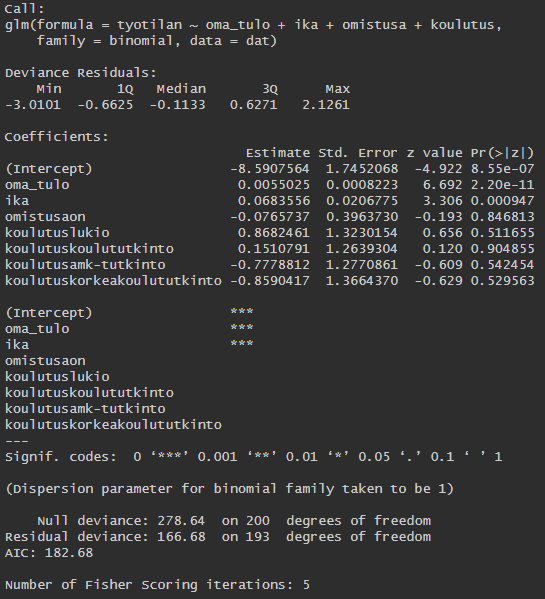 Call:
glm(formula = tyotilan ~ oma_tulo + ika + omistusa + koulutus,
    family = binomial, data = dat)

Deviance Residuals:
    Min      1Q  Median      3Q     Max
-3.0101 -0.6625 -0.1133  0.6271  2.1261

Coefficients:
                             Estimate Std. Error z value Pr(>|z|)
(Intercept)                -8.5907564  1.7452068  -4.922 8.55e-07
oma_tulo                    0.0055025  0.0008223   6.692 2.20e-11
ika                         0.0683556  0.0206775   3.306 0.000947
omistusaon                 -0.0765737  0.3963730  -0.193 0.846813
koulutuslukio               0.8682461  1.3230154   0.656 0.511655
koulutuskoulututkinto       0.1510791  1.2639304   0.120 0.904855
koulutusamk-tutkinto       -0.7778812  1.2770861  -0.609 0.542454
koulutuskorkeakoulututkinto -0.8590417  1.3664370  -0.629 0.529563

(Intercept)                ***
oma_tulo                   ***
ika                        ***
omistusaon
koulutuslukio
koulutuskoulututkinto
koulutusamk-tutkinto
koulutuskorkeakoulututkinto
---
Signif. codes:  0 ‘***’ 0.001 ‘**’ 0.01 ‘*’ 0.05 ‘.’ 0.1 ‘ ’ 1

(Dispersion parameter for binomial family taken to be 1)

    Null deviance: 278.64  on 200  degrees of freedom
Residual deviance: 166.68  on 193  degrees of freedom
AIC: 182.68

Number of Fisher Scoring iterations: 5